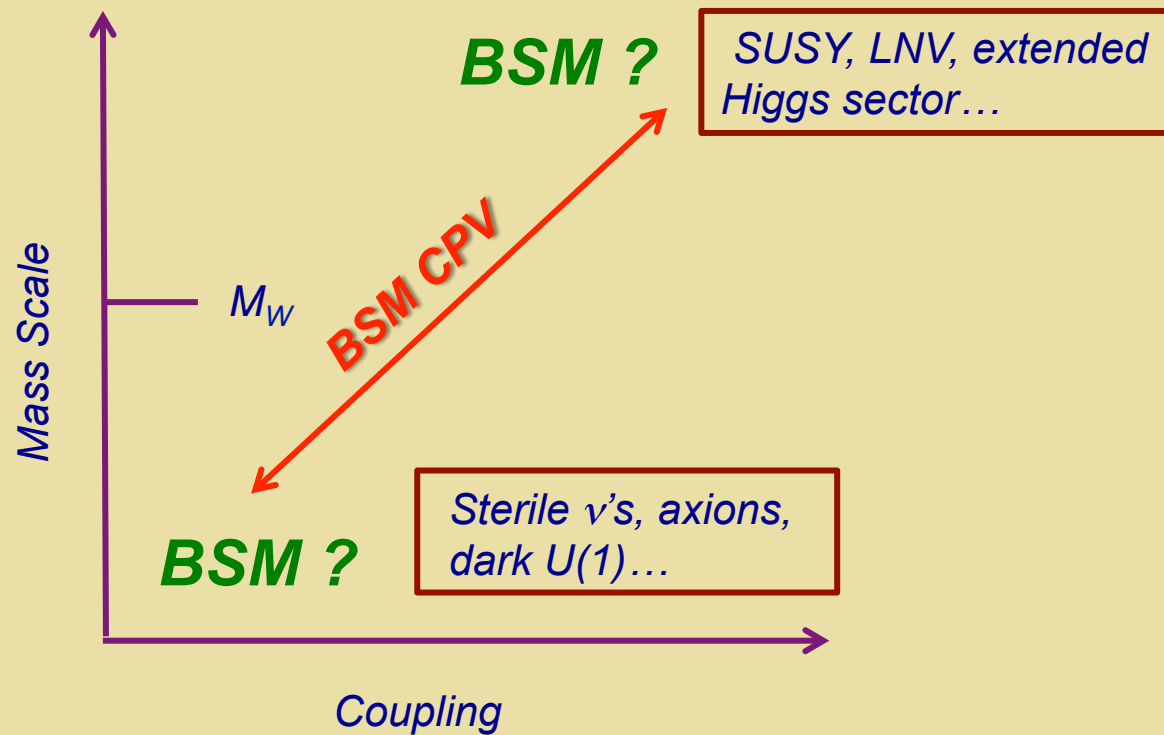 BSM ?
SUSY, LNV, extended
Higgs sector…
BSM CPV
Mass Scale
M_W
Sterile ν's, axions,
dark U(1)…
BSM ?
Coupling